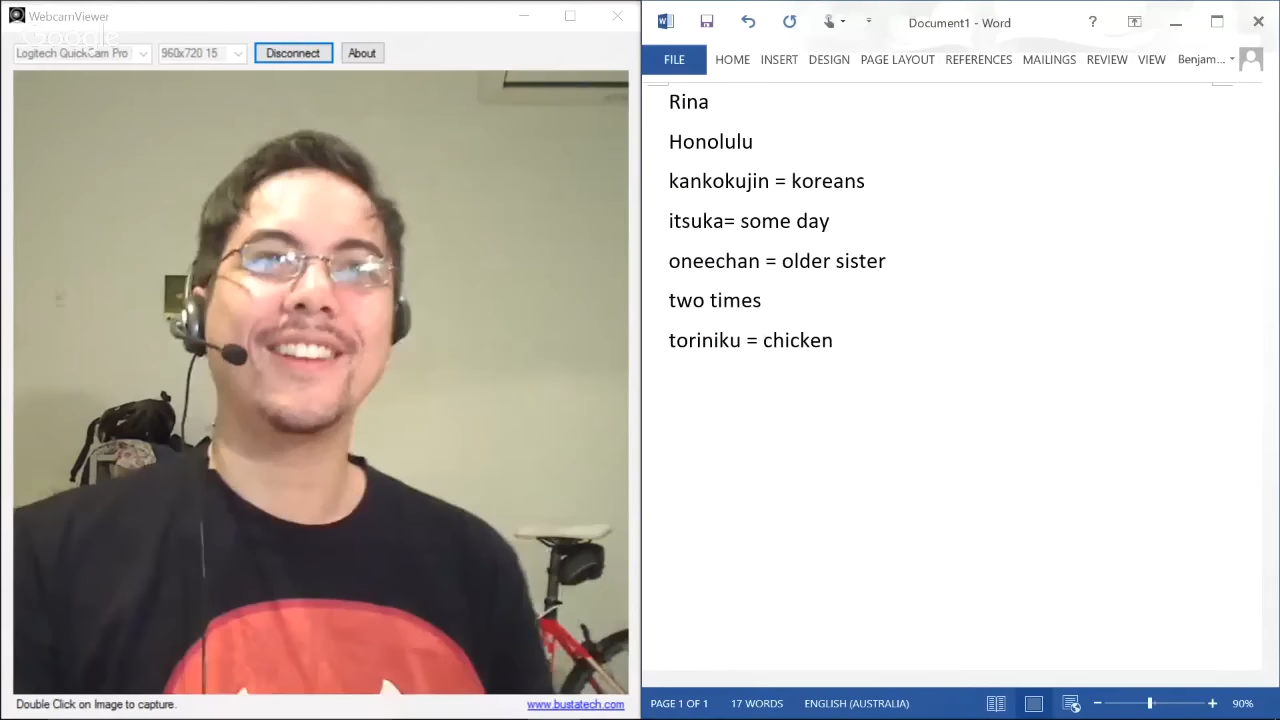 WebcamViewer
Google
Logitech QuickCam Pro
960x720 15
Disconnect
About
Double Click on Image to capture.
www.bustatech.com
Document1 - Word
?
FILE
HOME
INSERT
DESIGN
PAGE LAYOUT
REFERENCES
MAILINGS
REVIEW
VIEW
Benjam...
Rina
Honolulu
kankokujin = koreans
itsuka= some day
oneechan = older sister
two times
toriniku = chicken
PAGE 1 OF 1
17 WORDS
ENGLISH (AUSTRALIA)
90%